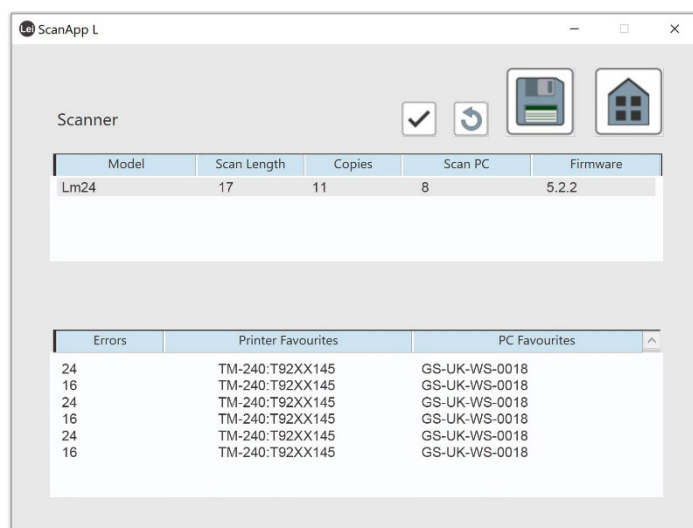 Lei ScanApp L
Scanner
Model Scan Length Copies Scan PC Firmware
Lm24 17 11 8 5.2.2
Errors Printer Favourites PC Favourites
24 TM-240:T92XX145 GS-UK-WS-0018
16 TM-240:T92XX145 GS-UK-WS-0018
24 TM-240:T92XX145 GS-UK-WS-0018
16 TM-240:T92XX145 GS-UK-WS-0018
24 TM-240:T92XX145 GS-UK-WS-0018
16 TM-240:T92XX145 GS-UK-WS-0018